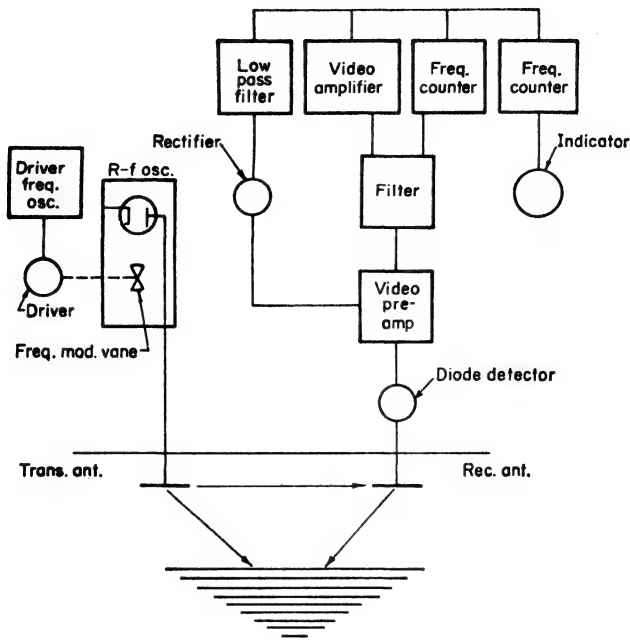 Low
pass
filter
Video
amplifier
Freq.
counter
Freq.
counter
Rectifier
Indicator
Driver
freq.
osc.
R-f osc.
Filter
Video
pre-
amp
Driver
Freq. mod. vane
Diode detector
Trans. ant.
Rec. ant.